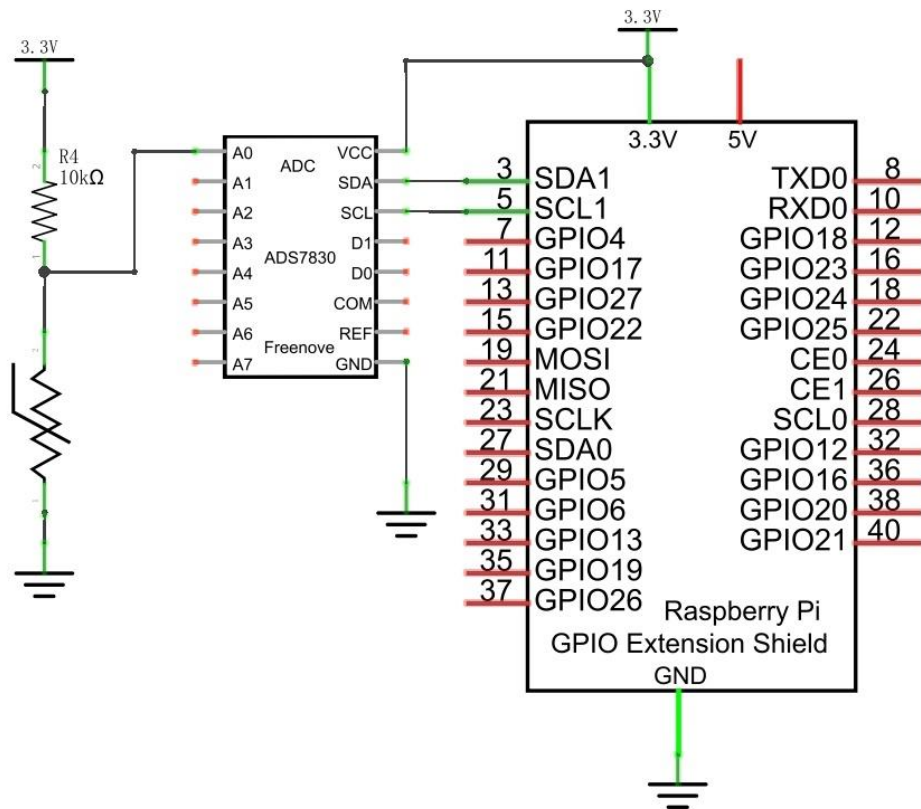 3.3V
3.3V
R4
10kΩ
2
1
2
1
ADC
ADS7830
Freenove
A0
A1
A2
A3
A4
A5
A6
A7
VCC
SDA
SCL
D1
D0
COM
REF
GND
3.3V
5V
3 SDA1
5 SCL1
7 GPIO4
11 GPIO17
13 GPIO27
15 GPIO22
19 MOSI
21 MISO
23 SCLK
27 SDA0
29 GPIO5
31 GPIO6
33 GPIO13
35 GPIO19
37 GPIO26
TXD0 8
RXD0 10
GPIO18 12
GPIO23 16
GPIO24 18
GPIO25 22
CE0 24
CE1 26
SCL0 28
GPIO12 32
GPIO16 36
GPIO20 38
GPIO21 40
Raspberry Pi
GPIO Extension Shield
GND